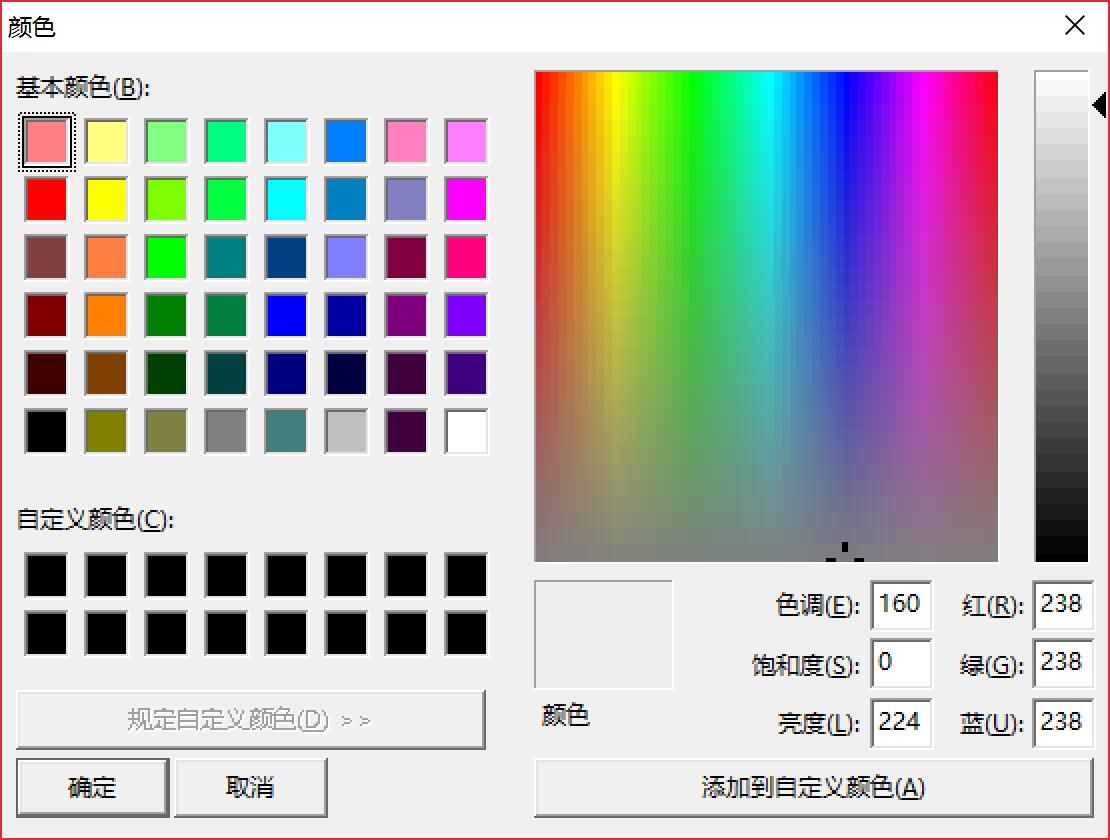 颜色
基本颜色(B):
自定义颜色(C):
规定自定义颜色(D) >>
确定
取消
颜色
色调(E): 160
红(R): 238
饱和度(S): 0
绿(G): 238
亮度(L): 224
蓝(U): 238
添加到自定义颜色(A)